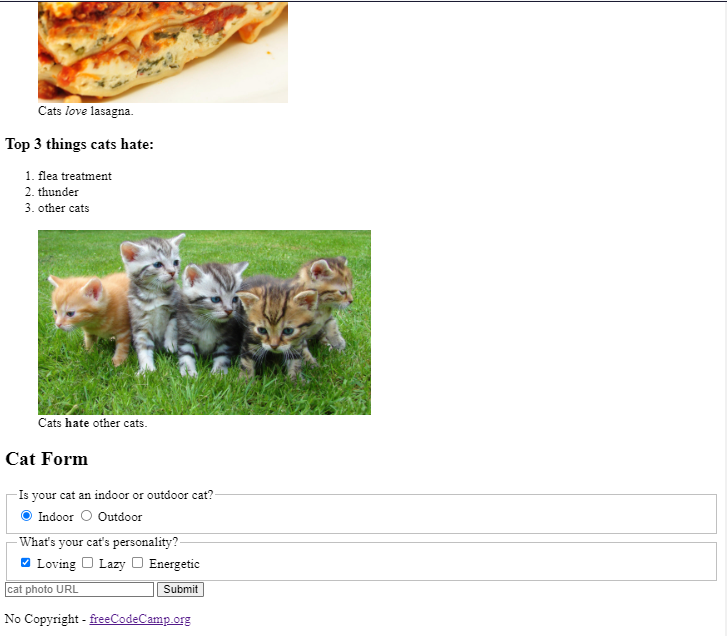 Cats love lasagna.
Top 3 things cats hate:
1. flea treatment
2. thunder
3. other cats
Cats hate other cats.
Cat Form
Is your cat an indoor or outdoor cat?
Indoor Outdoor
What's your cat's personality?
Loving Lazy Energetic
cat photo URL Submit
No Copyright - freeCodeCamp.org